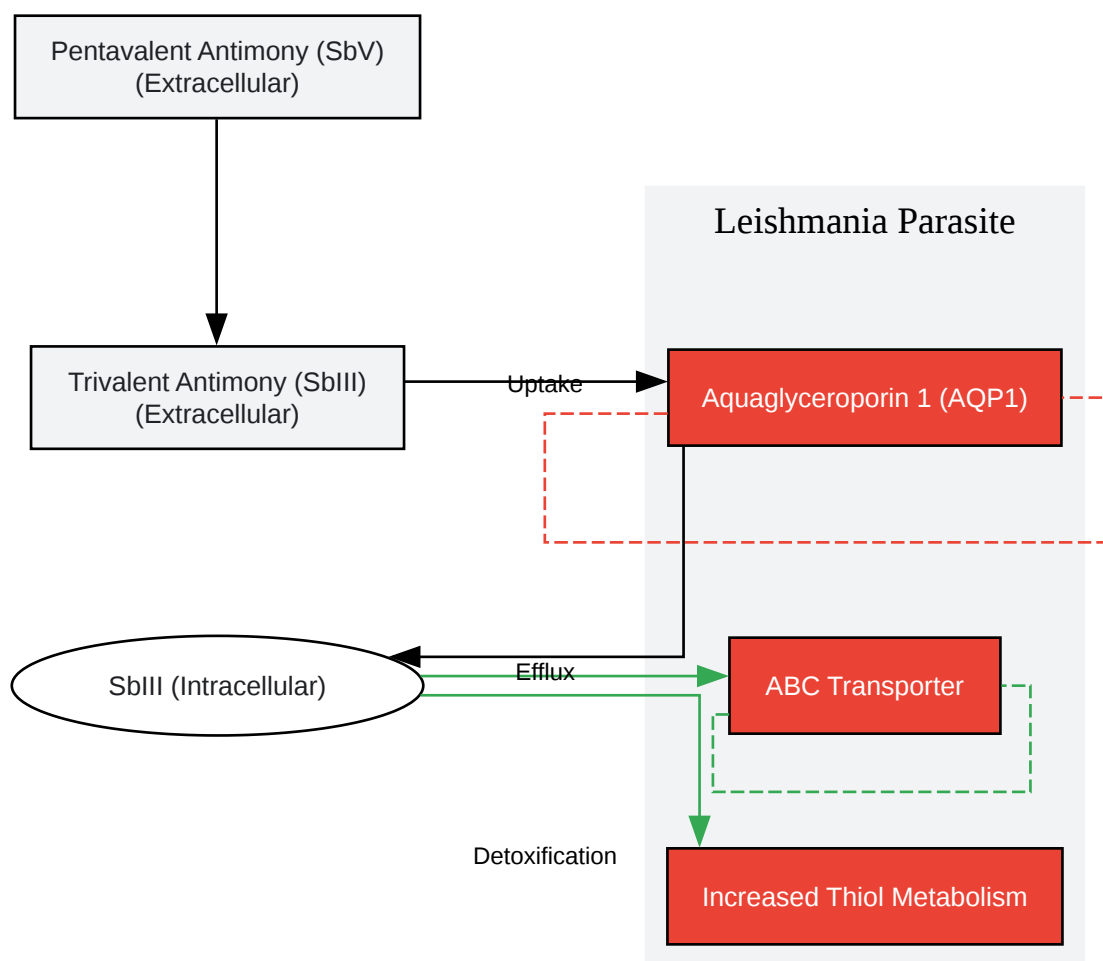 Pentavalent Antimony (SbV)
(Extracellular)
Leishmania Parasite
Trivalent Antimony (SbIII)
(Extracellular)
Uptake
Aquaglyceroporin 1 (AQP1)
SbIII (Intracellular)
Efflux
ABC Transporter
Detoxification
Increased Thiol Metabolism